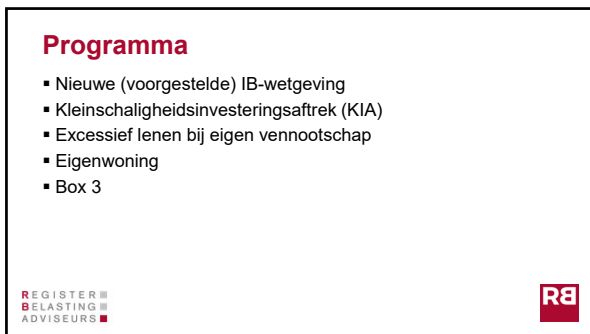 Programma
▪ Nieuwe (voorgestelde) IB-wetgeving
▪ Kleinschaligheidsinvesteringsaftrek (KIA)
▪ Excessief lenen bij eigen vennootschap
▪ Eigenwoning
▪ Box 3
REGISTER
BELASTING
ADVISEURS
RB